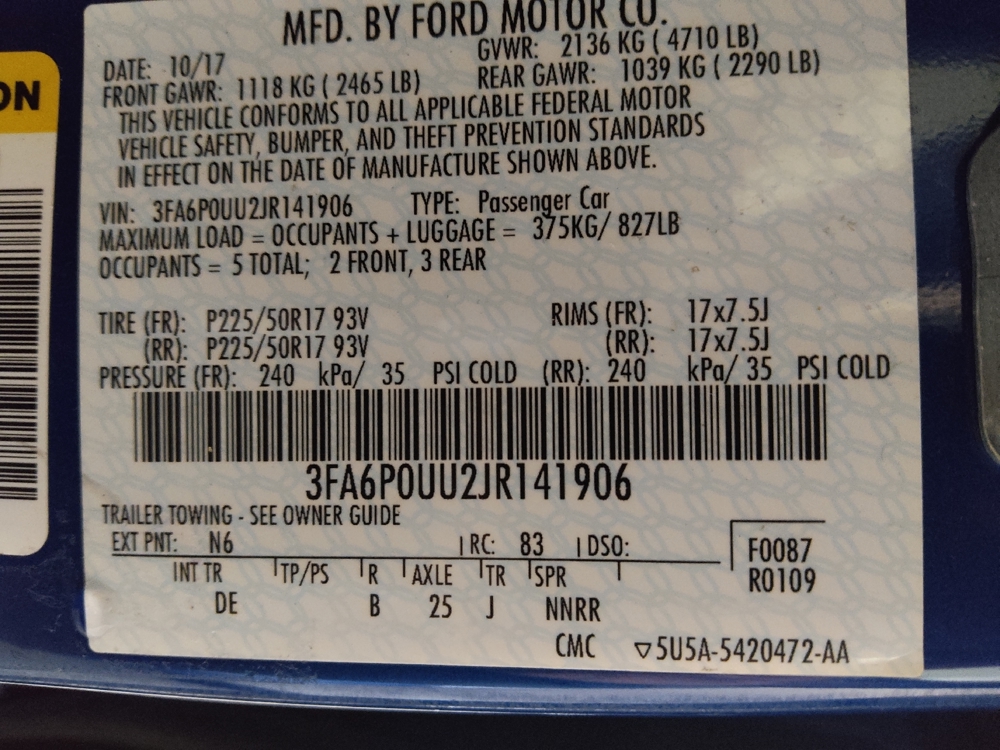 MFD. BY FORD MOTOR CO.
DATE: 10/17 GVWR: 2136 KG ( 4710 LB)
FRONT GAWR: 1118 KG ( 2465 LB) REAR GAWR: 1039 KG ( 2290 LB)
THIS VEHICLE CONFORMS TO ALL APPLICABLE FEDERAL MOTOR
VEHICLE SAFETY, BUMPER, AND THEFT PREVENTION STANDARDS
IN EFFECT ON THE DATE OF MANUFACTURE SHOWN ABOVE.
VIN: 3FA6P0UU2JR141906 TYPE: Passenger Car
MAXIMUM LOAD = OCCUPANTS + LUGGAGE = 375KG/ 827LB
OCCUPANTS = 5 TOTAL; 2 FRONT, 3 REAR
TIRE (FR): P225/50R17 93V RIMS (FR): 17x7.5J
(RR): P225/50R17 93V (RR): 17x7.5J
PRESSURE (FR): 240 kPa/ 35 PSI COLD (RR): 240 kPa/ 35 PSI COLD
3FA6P0UU2JR141906
TRAILER TOWING - SEE OWNER GUIDE
EXT PNT: N6 RC: 83 DSO: F0087
INT TR TP/PS R AXLE TR SPR R0109
DE B 25 J NNRR
CMC ▽5U5A-5420472-AA
ON